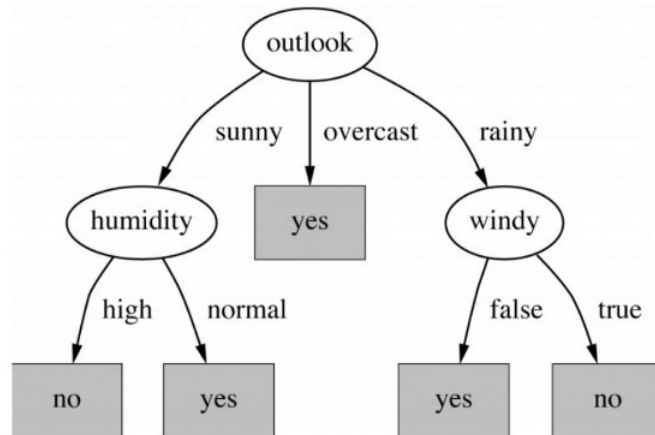 outlook
sunny overcast rainy
humidity yes windy
high normal false true
no yes yes no